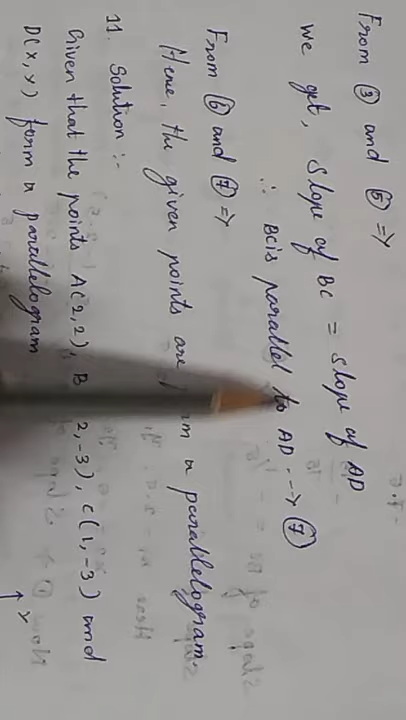 From ③ and ⑤ ⇒
We get, Slope of BC = Slope of AD
∴ BC is parallel to AD --→ ⑦
From ⑥ and ⑦ ⇒
Hence, the given points are a parallelogram.
11. Solution :-
Given that the points A(2,2), B 2,-3), C(1,-3) and
D(x,y) form a parallelogram